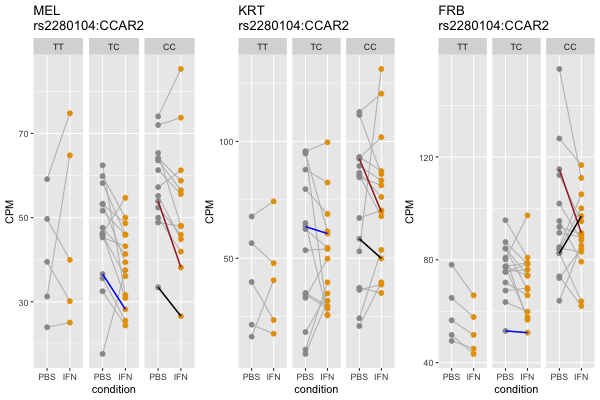 MEL
rs2280104:CCAR2
TT TC CC
CPM
70
50
30
PBS IFN PBS IFN PBS IFN
condition
KRT
rs2280104:CCAR2
TT TC CC
CPM
100
50
PBS IFN PBS IFN PBS IFN
condition
FRB
rs2280104:CCAR2
TT TC CC
CPM
120
80
40
PBS IFN PBS IFN PBS IFN
condition